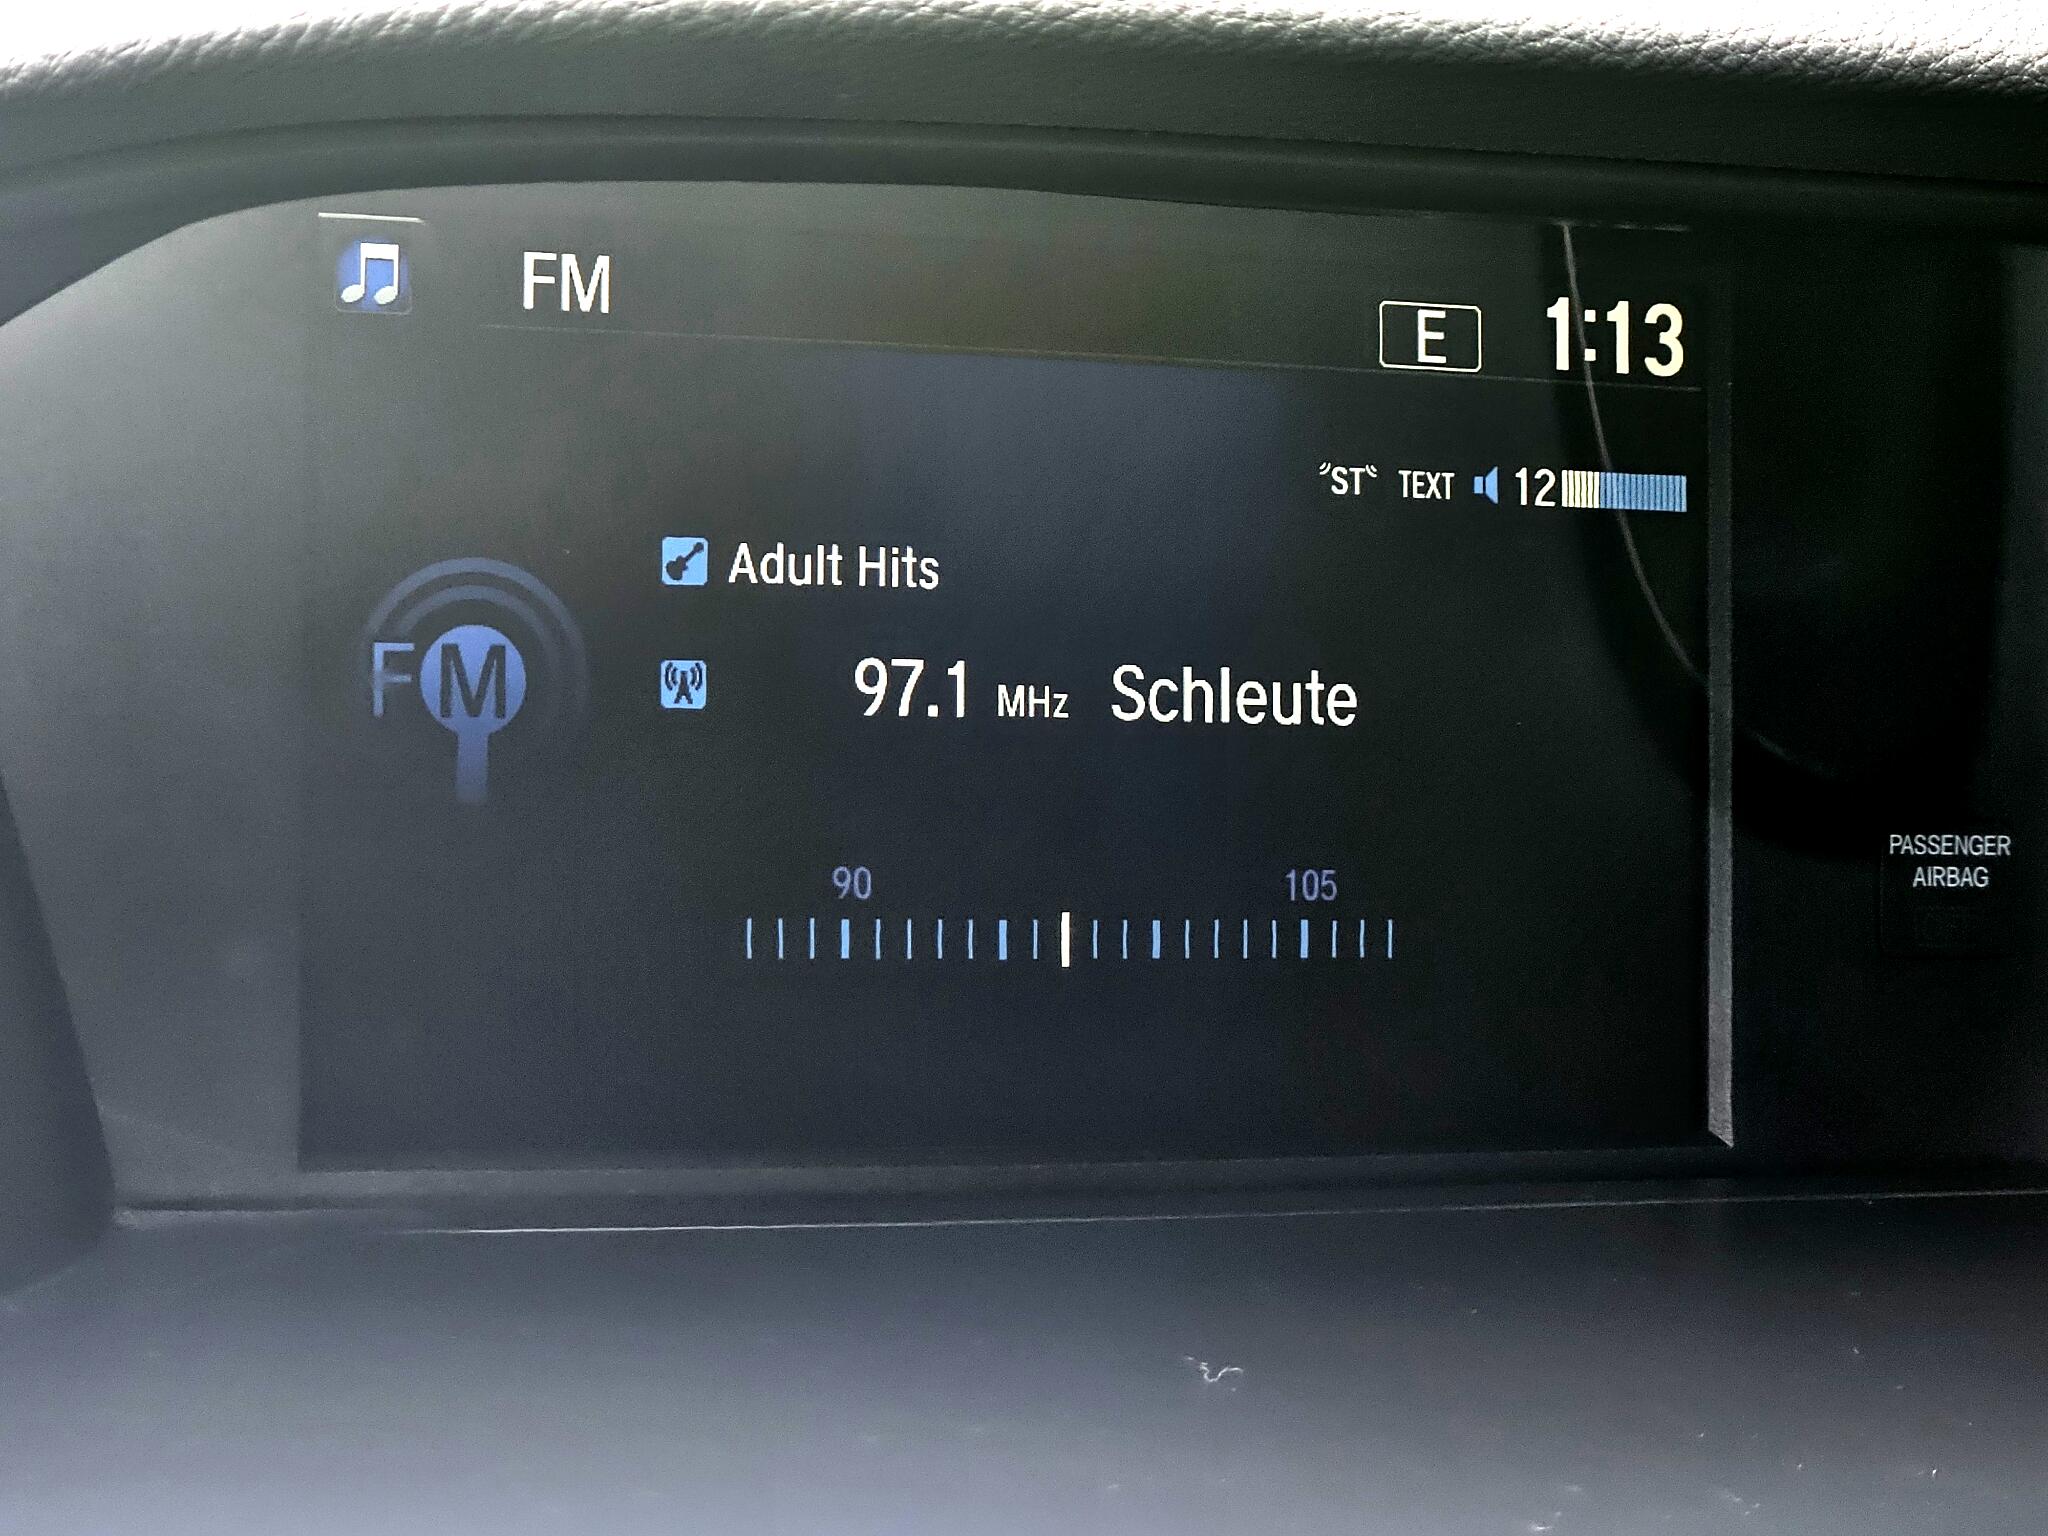 FM
E 1:13
ST TEXT 12
Adult Hits
FM
97.1 MHz Schleute
90 105
PASSENGER
AIRBAG